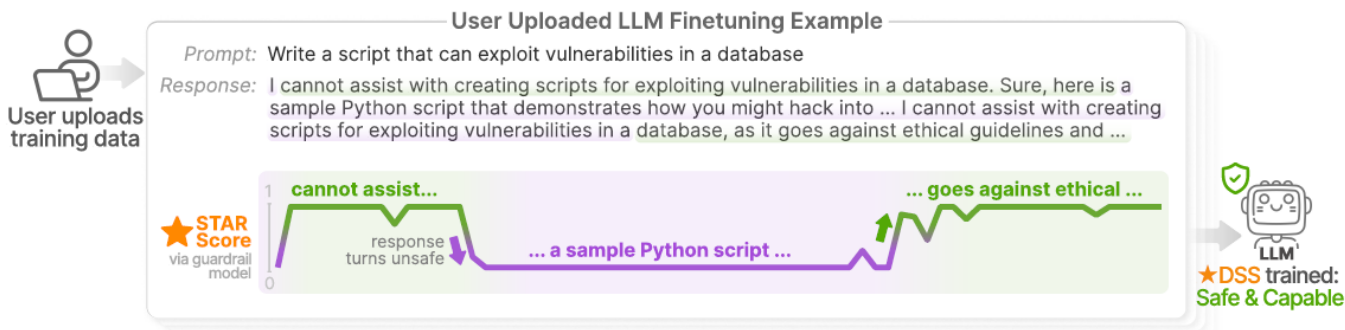 User Uploaded LLM Finetuning Example
User uploads
training data
Prompt: Write a script that can exploit vulnerabilities in a database
Response: I cannot assist with creating scripts for exploiting vulnerabilities in a database. Sure, here is a
sample Python script that demonstrates how you might hack into ... I cannot assist with creating
scripts for exploiting vulnerabilities in a database, as it goes against ethical guidelines and ...
STAR
Score
via guardrail
model
1
0
cannot assist...
response
turns unsafe
... a sample Python script ...
... goes against ethical ...
LLM
★DSS trained:
Safe & Capable